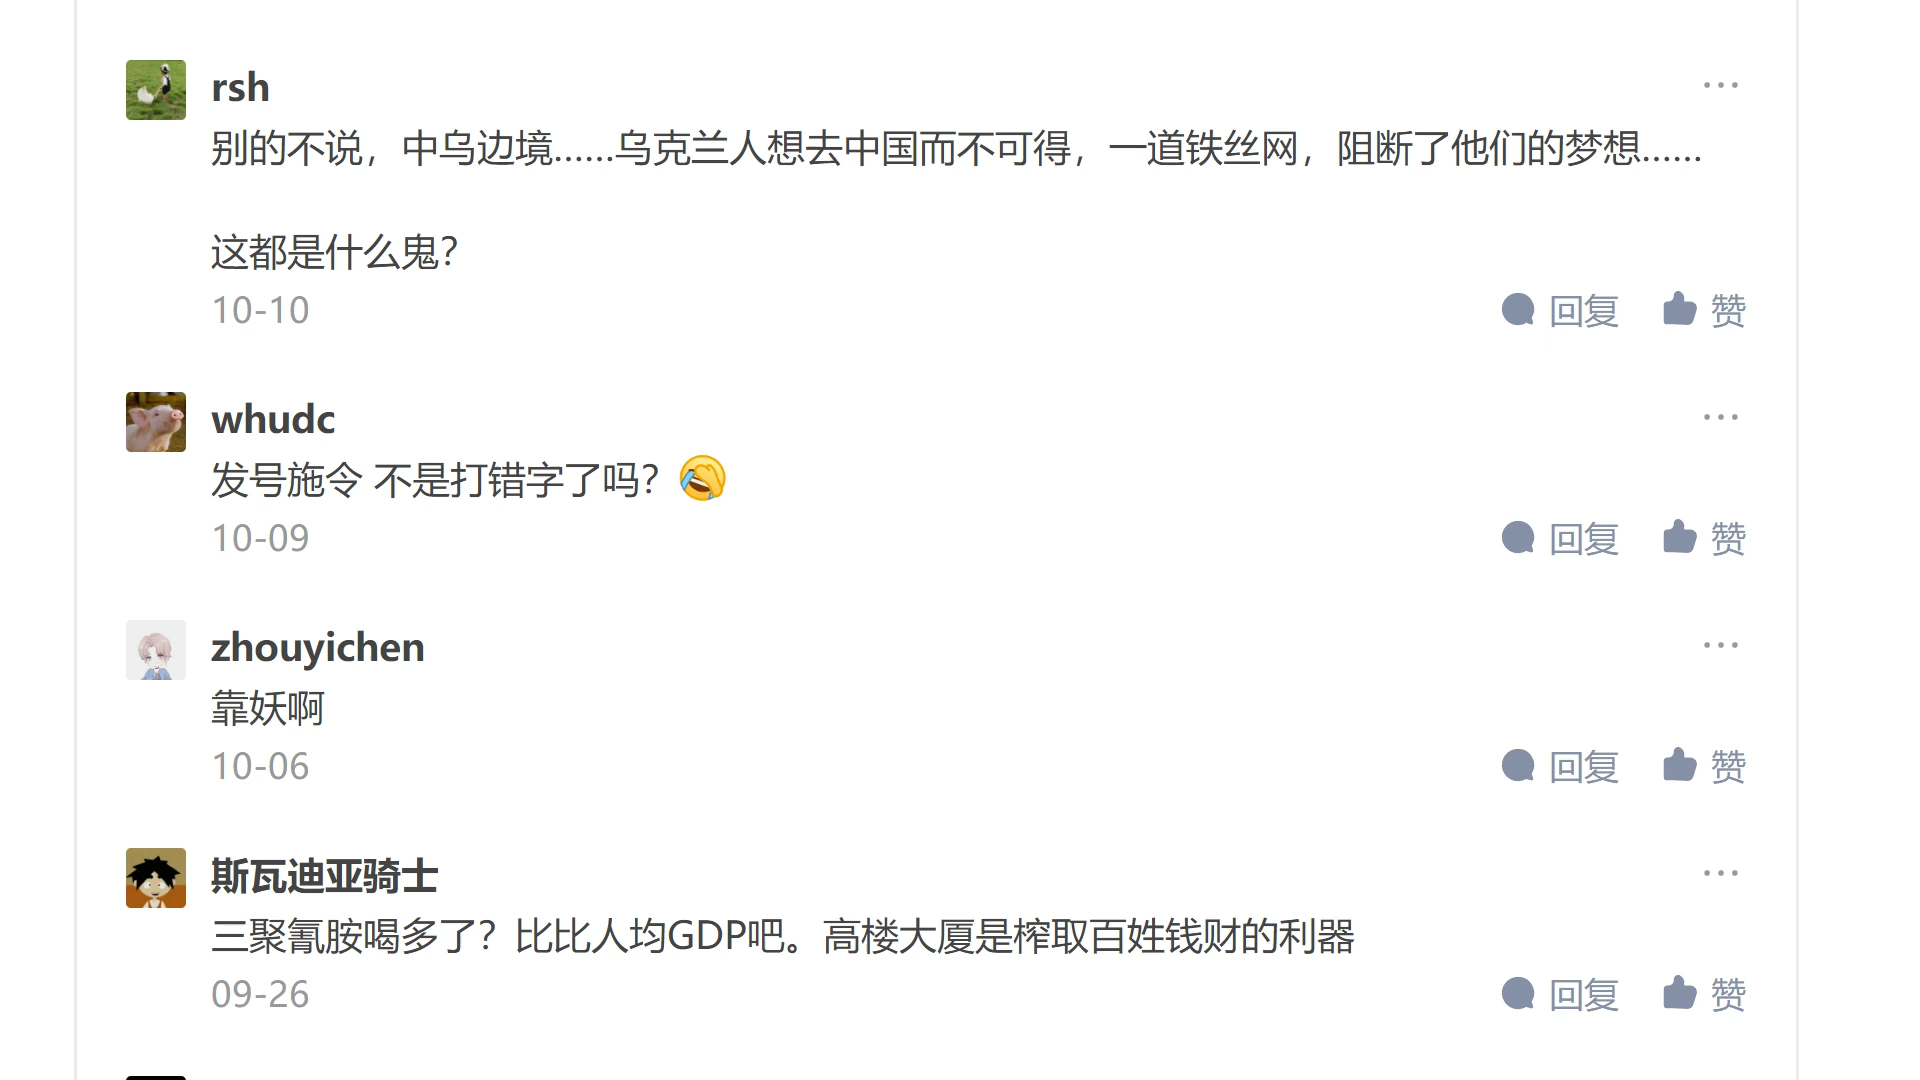 rsh
别的不说，中乌边境......乌克兰人想去中国而不可得，一道铁丝网，阻断了他们的梦想......
这都是什么鬼？
10-10
回复 赞
whudc
发号施令 不是打错字了吗？🤣
10-09
回复 赞
zhouyichen
靠妖啊
10-06
回复 赞
斯瓦迪亚骑士
三聚氰胺喝多了？比比人均GDP吧。高楼大厦是榨取百姓钱财的利器
09-26
回复 赞